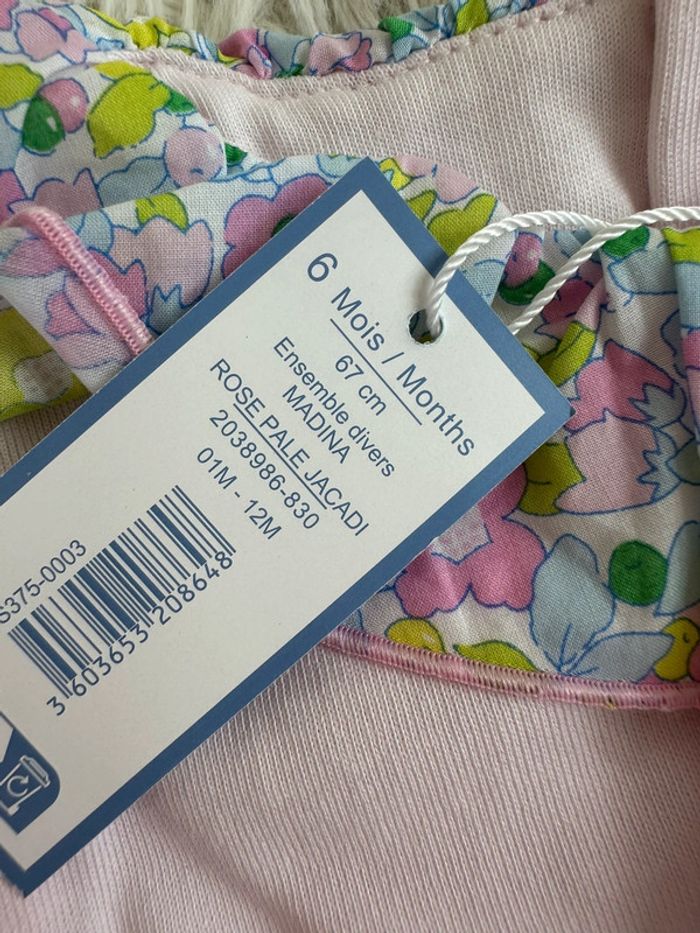 6 Mois / Months
67 cm
Ensemble divers
MADINA
ROSE PALE JACADI
2038986-830
01M - 12M
S375-0003
3 603653 208648